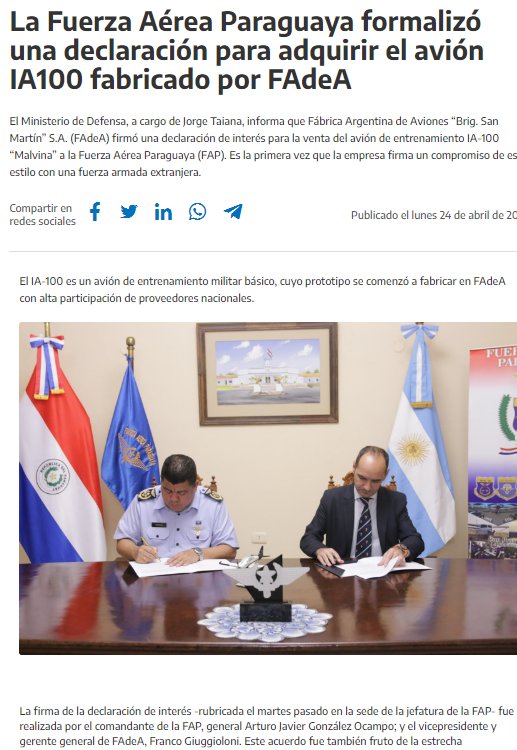 La Fuerza Aérea Paraguaya formalizó
una declaración para adquirir el avión
IA100 fabricado por FAdeA
El Ministerio de Defensa, a cargo de Jorge Taiana, informa que Fábrica Argentina de Aviones “Brig. San
Martín” S.A. (FAdeA) firmó una declaración de interés para la venta del avión de entrenamiento IA-100
“Malvina” a la Fuerza Aérea Paraguaya (FAP). Es la primera vez que la empresa firma un compromiso de es
estilo con una fuerza armada extranjera.
Compartir en
redes sociales
Publicado el lunes 24 de abril de 20
El IA-100 es un avión de entrenamiento militar básico, cuyo prototipo se comenzó a fabricar en FAdeA
con alta participación de proveedores nacionales.
FUER
PA
La firma de la declaración de interés -rubricada el martes pasado en la sede de la jefatura de la FAP- fue
realizada por el comandante de la FAP, general Arturo Javier González Ocampo; y el vicepresidente y
gerente general de FAdeA, Franco Giuggioloni. Este acuerdo fue también fruto de la estrecha